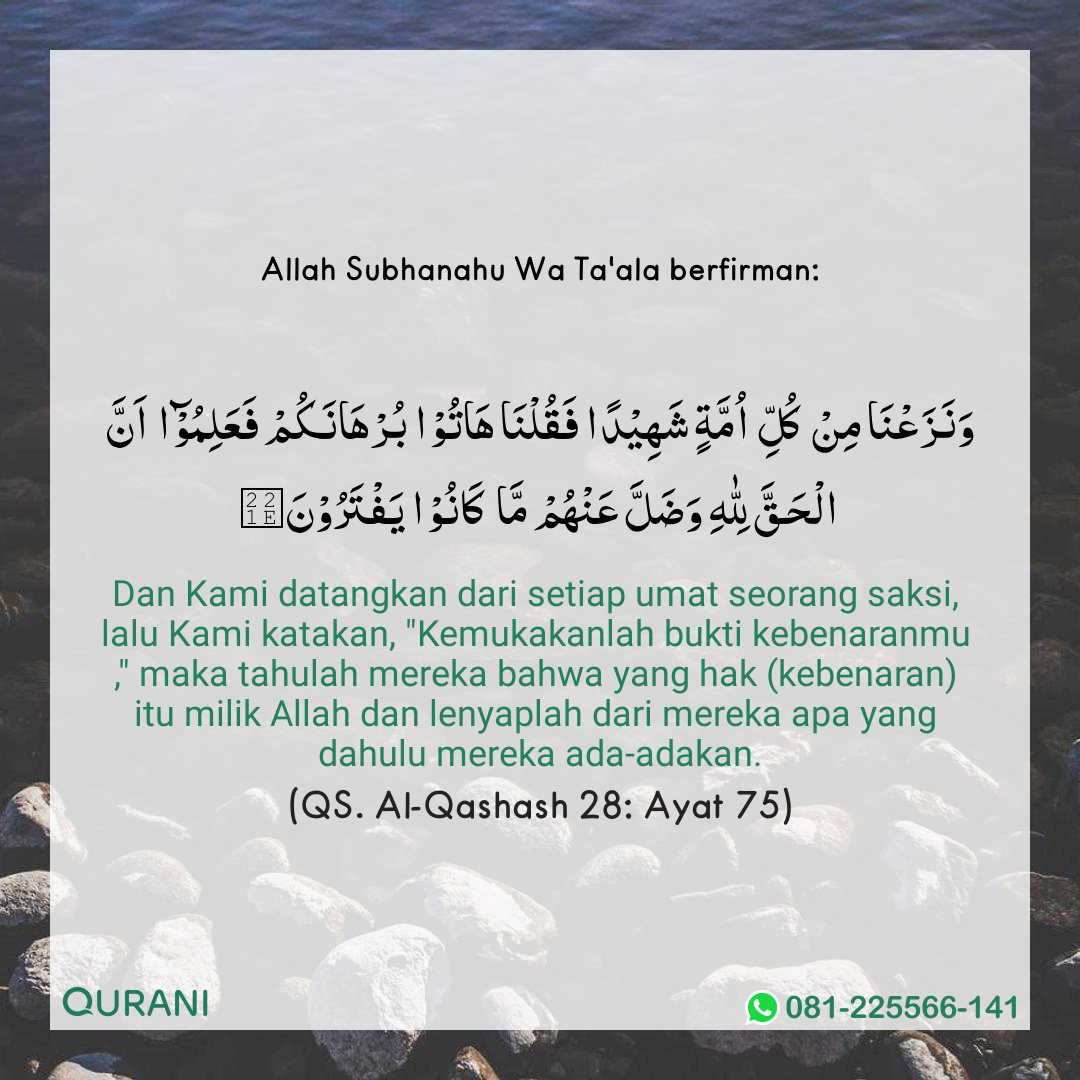 Allah Subhanahu Wa Ta'ala berfirman:
وَنَزَعْنَا مِنْ كُلِّ اُمَّةٍ شَهِيْدًا فَقُلْنَا هَاتُوْا بُرْهَانَكُمْ فَعَلِمُوْٓا اَنَّ
الْحَقَّ لِلّٰهِ وَضَلَّ عَنْهُمْ مَّا كَانُوْا يَفْتَرُوْنَ
Dan Kami datangkan dari setiap umat seorang saksi,
lalu Kami katakan, "Kemukakanlah bukti kebenaranmu
," maka tahulah mereka bahwa yang hak (kebenaran)
itu milik Allah dan lenyaplah dari mereka apa yang
dahulu mereka ada-adakan.
(QS. Al-Qashash 28: Ayat 75)
QURANI
081-225566-141